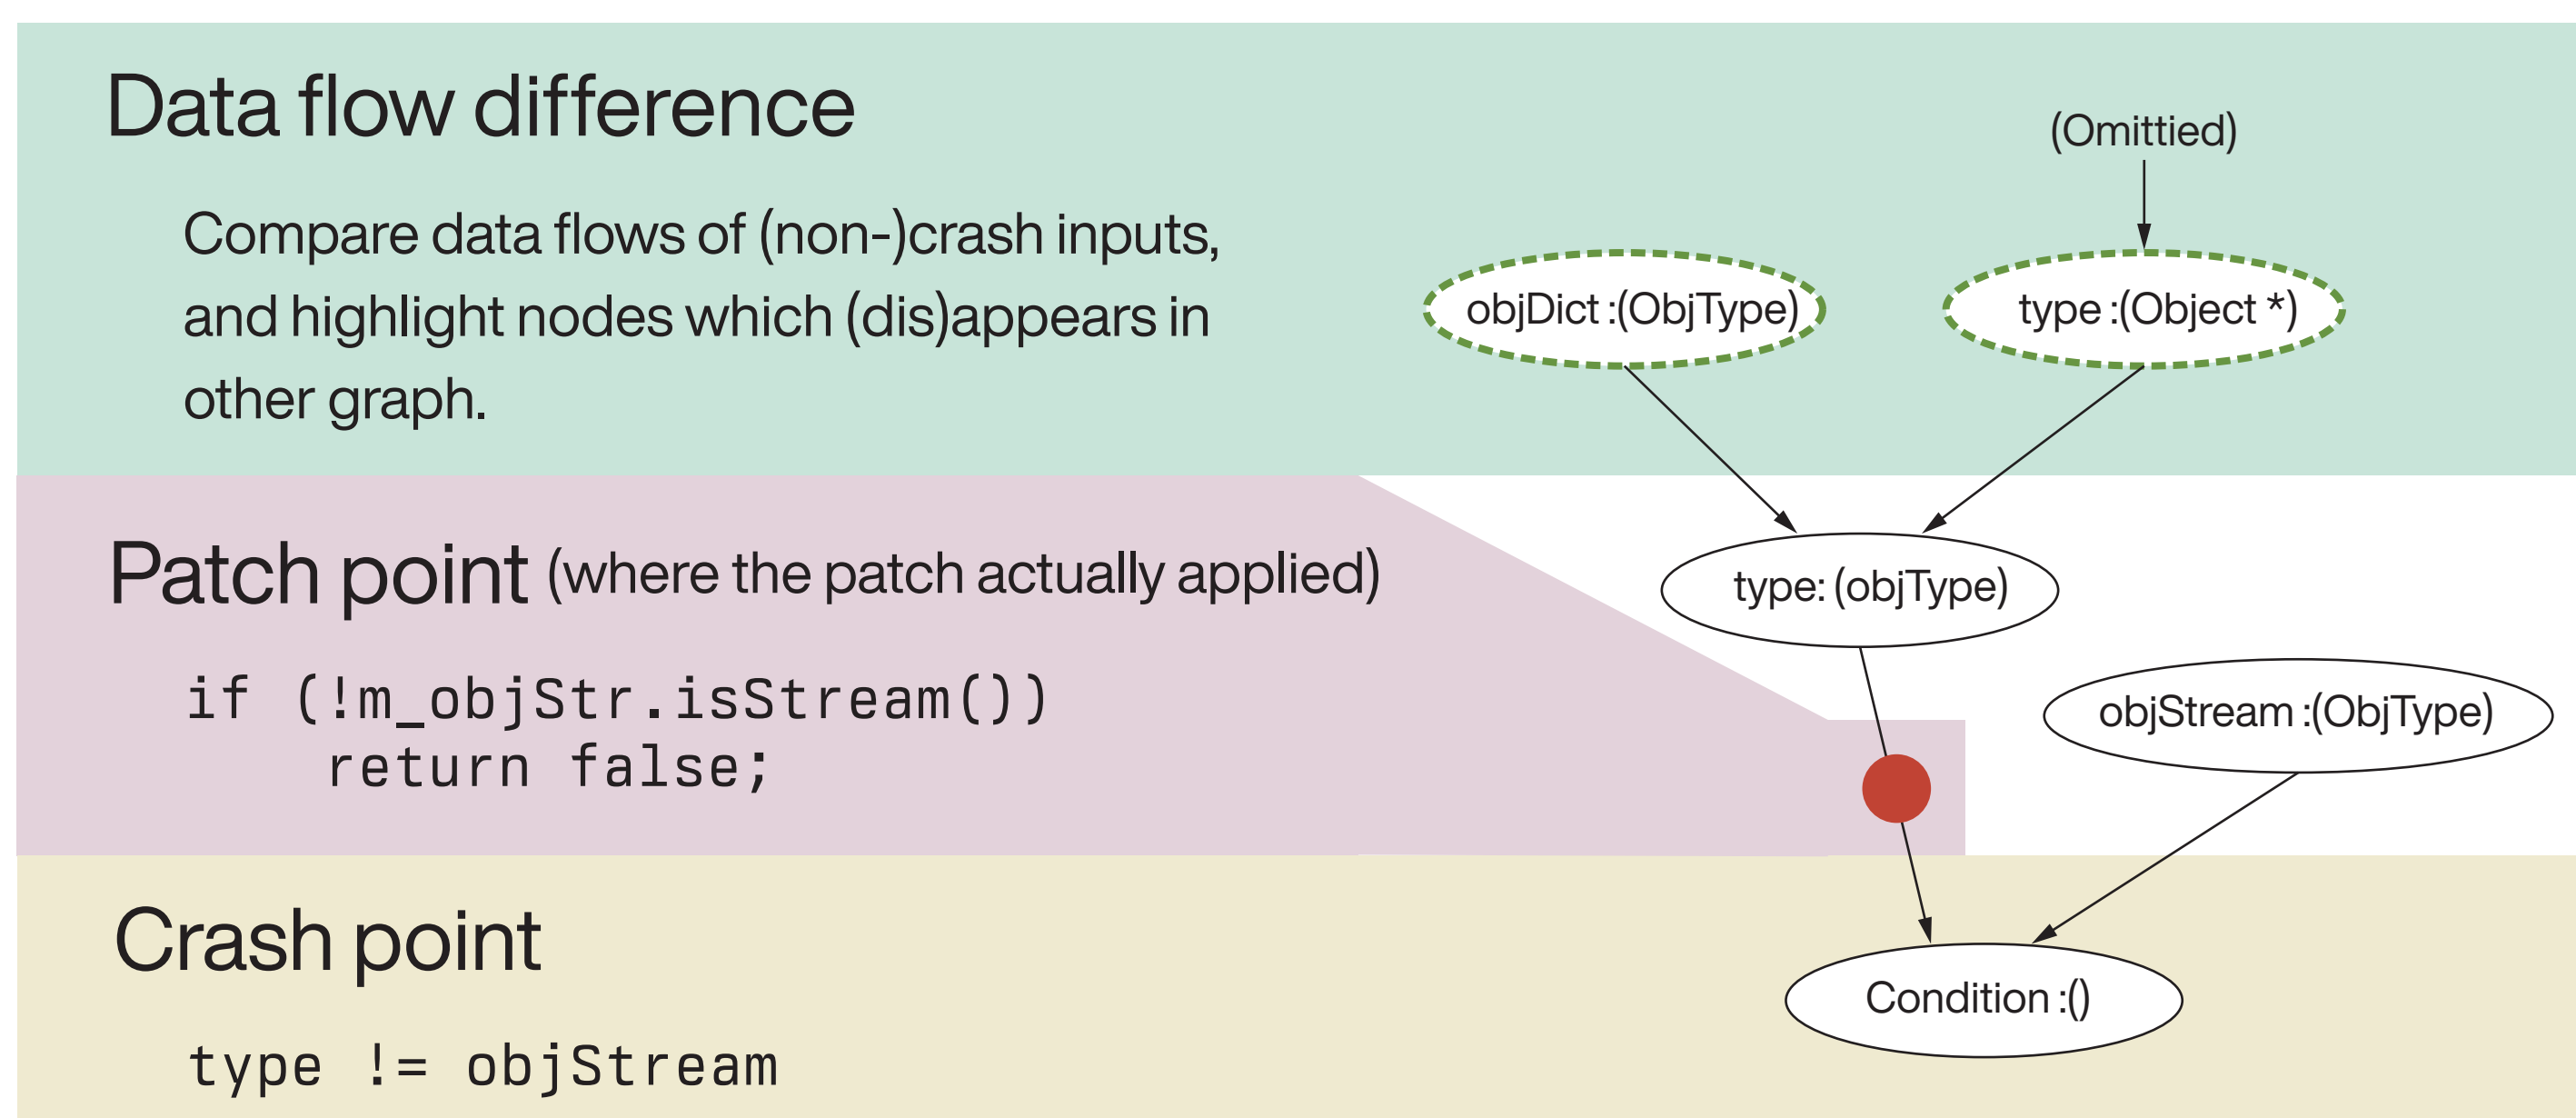 Data flow difference
Compare data flows of (non-)crash inputs,
and highlight nodes which (dis)appears in
other graph.
(Omittied)
objDict :(ObjType)
type :(Object *)
Patch point (where the patch actually applied)
if (!m_objStr.isStream())
return false;
type: (objType)
objStream :(ObjType)
Crash point
type != objStream
Condition :()